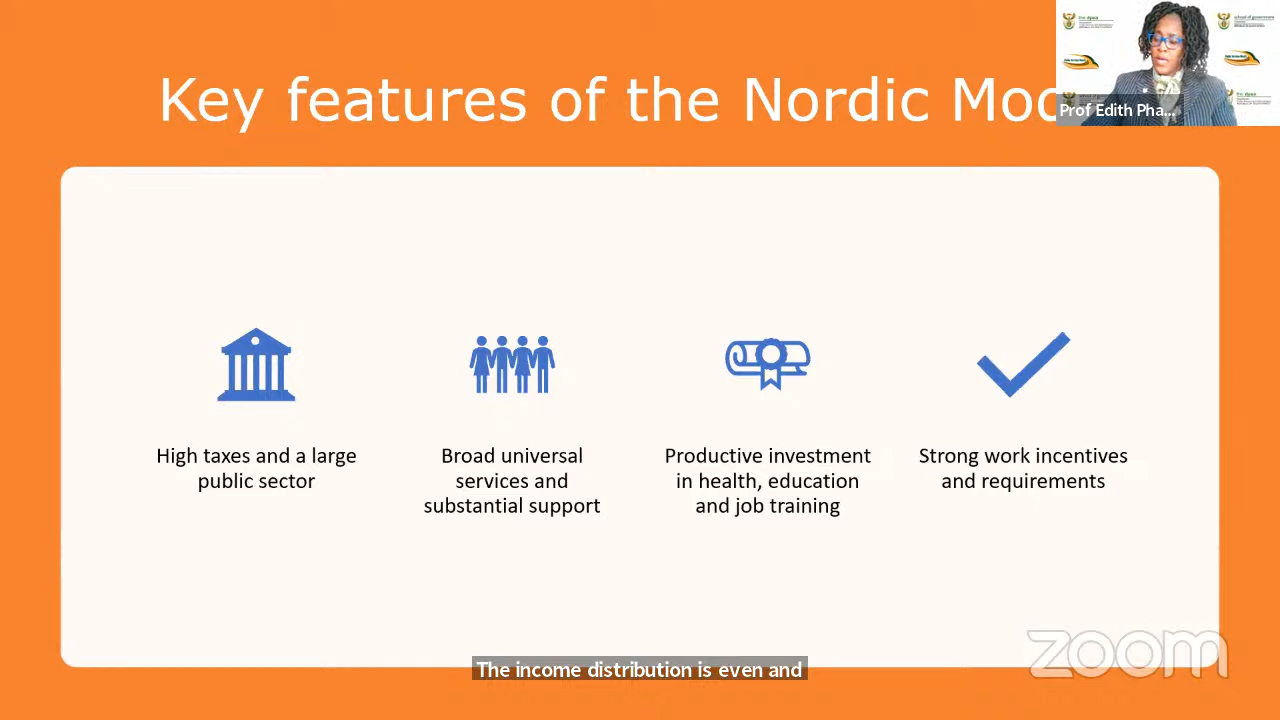 Key features of the Nordic Mod
Prof Edith Pha...
High taxes and a large
public sector
Broad universal
services and
substantial support
Productive investment
in health, education
and job training
Strong work incentives
and requirements
zoom
The income distribution is even and